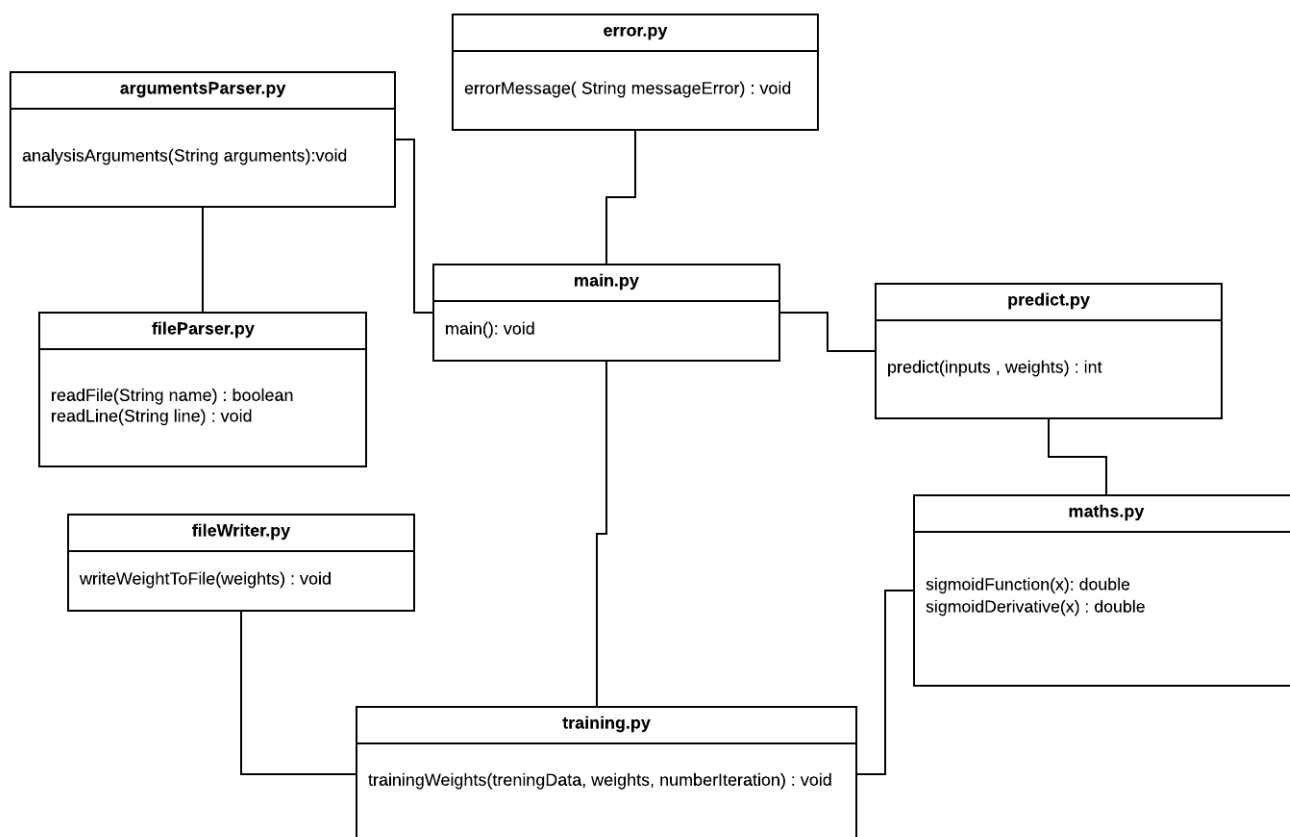 error.py
errorMessage( String messageError) : void
argumentsParser.py
analysisArguments(String arguments):void
main.py
main(): void
predict.py
predict(inputs , weights) : int
fileParser.py
readFile(String name) : boolean
readLine(String line) : void
maths.py
sigmoidFunction(x): double
sigmoidDerivative(x) : double
fileWriter.py
writeWeightToFile(weights) : void
training.py
trainingWeights(treningData, weights, numberIteration) : void